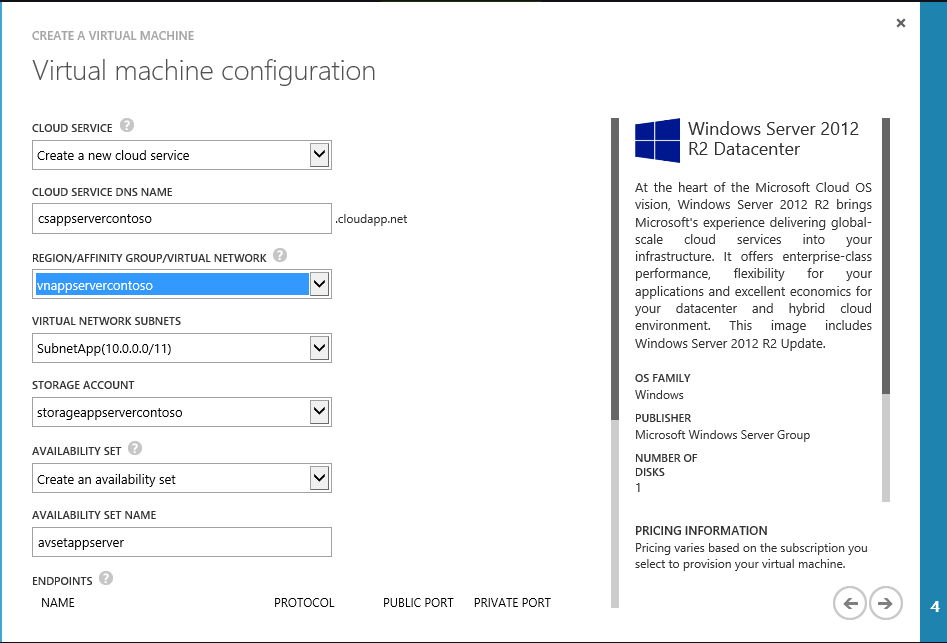 CREATE A VIRTUAL MACHINE
Virtual machine configuration
CLOUD SERVICE ?
Create a new cloud service
CLOUD SERVICE DNS NAME
csappservercontoso .cloudapp.net
REGION/AFFINITY GROUP/VIRTUAL NETWORK ?
vnappservercontoso
VIRTUAL NETWORK SUBNETS
SubnetApp(10.0.0.0/11)
STORAGE ACCOUNT
storageappservercontoso
AVAILABILITY SET ?
Create an availability set
AVAILABILITY SET NAME
avsetappserver
ENDPOINTS ?
NAME PROTOCOL PUBLIC PORT PRIVATE PORT
Windows Server 2012
R2 Datacenter
At the heart of the Microsoft Cloud OS
vision, Windows Server 2012 R2 brings
Microsoft's experience delivering global-
scale cloud services into your
infrastructure. It offers enterprise-class
performance, flexibility for your
applications and excellent economics for
your datacenter and hybrid cloud
environment. This image includes
Windows Server 2012 R2 Update.
OS FAMILY
Windows
PUBLISHER
Microsoft Windows Server Group
NUMBER OF
DISKS
1
PRICING INFORMATION
Pricing varies based on the subscription you
select to provision your virtual machine.
4